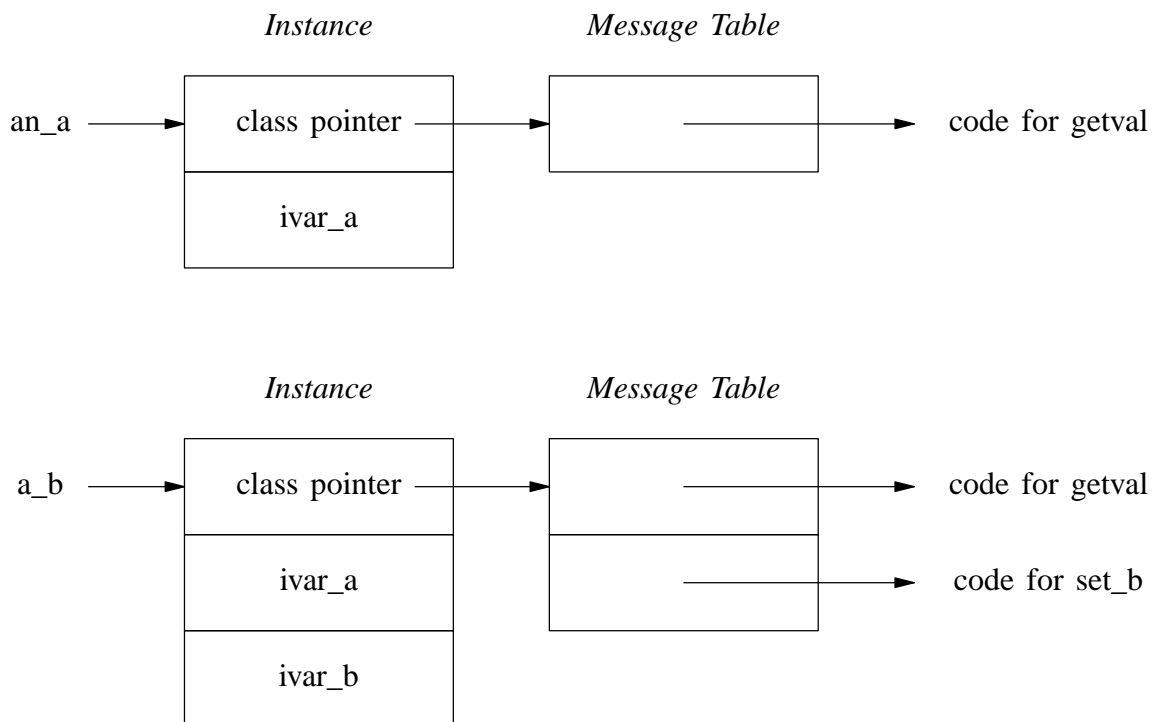 Instance Message Table
an_a class pointer code for getval
ivar_a
Instance Message Table
a_b class pointer code for getval
ivar_a code for set_b
ivar_b